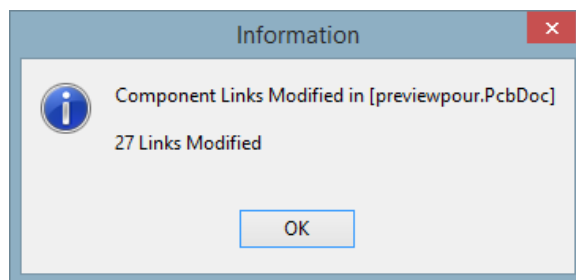 Information
Component Links Modified in [previewpour.PcbDoc]
27 Links Modified
OK